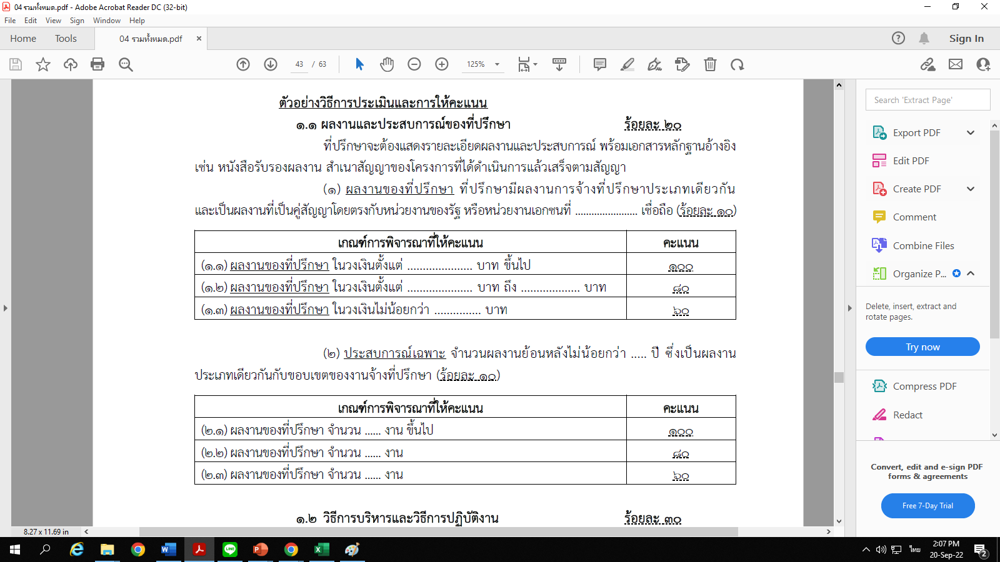 04 รวมทั้งหมด.pdf - Adobe Acrobat Reader DC (32-bit)
File Edit View Sign Window Help
Home Tools 04 รวมทั้งหมด.pdf × Sign In
43 / 63 125%
ตัวอย่างวิธีการประเมินและการให้คะแนน
๑.๑ ผลงานและประสบการณ์ของที่ปรึกษา ร้อยละ ๒๐
ที่ปรึกษาจะต้องแสดงรายละเอียดผลงานและประสบการณ์ พร้อมเอกสารหลักฐานอ้างอิง
เช่น หนังสือรับรองผลงาน สำเนาสัญญาของโครงการที่ได้ดำเนินการแล้วเสร็จตามสัญญา
(๑) ผลงานของที่ปรึกษา ที่ปรึกษามีผลงานการจ้างที่ปรึกษาประเภทเดียวกัน
และเป็นผลงานที่เป็นคู่สัญญาโดยตรงกับหน่วยงานของรัฐ หรือหน่วยงานเอกชนที่ ....................... เชื่อถือ (ร้อยละ ๑๐)
เกณฑ์การพิจารณาที่ให้คะแนน คะแนน
(๑.๑) ผลงานของที่ปรึกษา ในวงเงินตั้งแต่ ..................... บาท ขึ้นไป ๑๐๐
(๑.๒) ผลงานของที่ปรึกษา ในวงเงินตั้งแต่ ..................... บาท ถึง ................... บาท ๘๐
(๑.๓) ผลงานของที่ปรึกษา ในวงเงินไม่น้อยกว่า ............... บาท ๖๐
(๒) ประสบการณ์เฉพาะ จำนวนผลงานย้อนหลังไม่น้อยกว่า ..... ปี ซึ่งเป็นผลงาน
ประเภทเดียวกันกับขอบเขตของงานจ้างที่ปรึกษา (ร้อยละ ๑๐)
เกณฑ์การพิจารณาที่ให้คะแนน คะแนน
(๒.๑) ผลงานของที่ปรึกษา จำนวน ...... งาน ขึ้นไป ๑๐๐
(๒.๒) ผลงานของที่ปรึกษา จำนวน ...... งาน ๘๐
(๒.๓) ผลงานของที่ปรึกษา จำนวน ...... งาน ๖๐
๑.๒ วิธีการบริหารและวิธีการปฏิบัติงาน ร้อยละ ๓๐
8.27 x 11.69 in
Search 'Extract Page'
Export PDF
Edit PDF
Create PDF
Comment
Combine Files
Organize P...
Delete, insert, extract and
rotate pages.
Try now
Compress PDF
Redact
Convert, edit and e-sign PDF
forms & agreements
Free 7-Day Trial
LINE
ไทย
2:07 PM
20-Sep-22
2